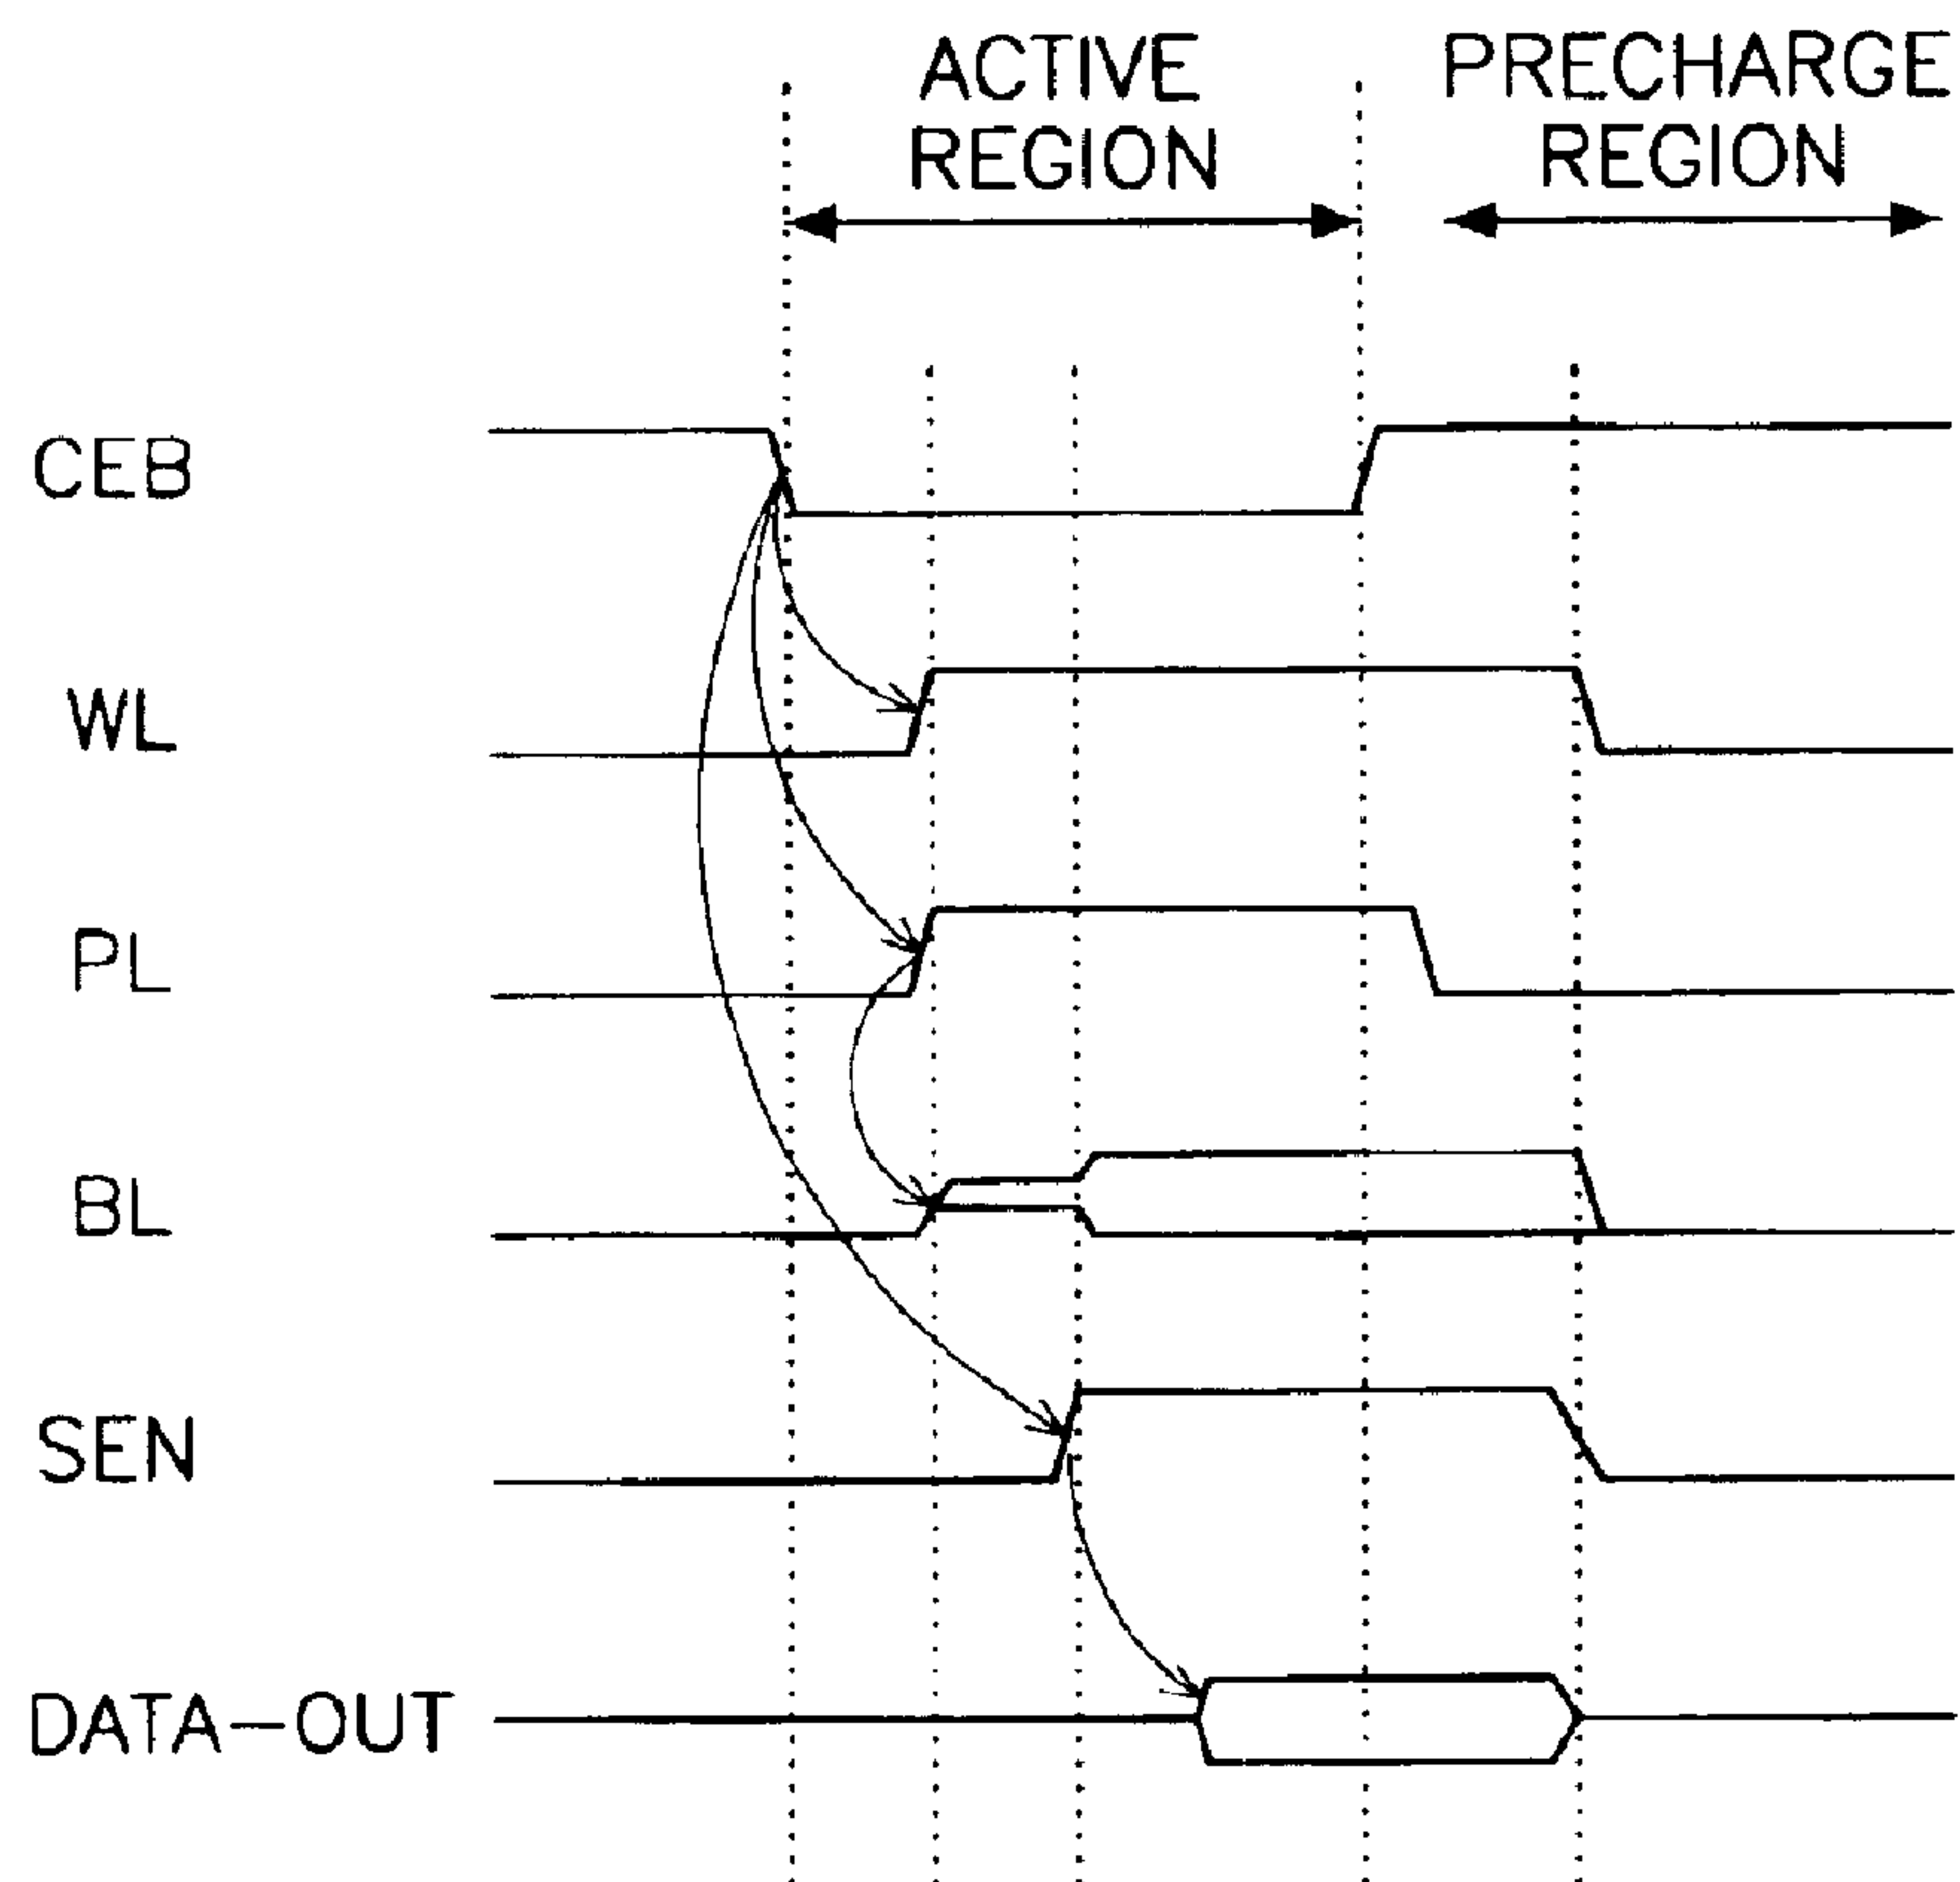 ACTIVE
REGION
PRECHARGE
REGION
CEB
WL
PL
BL
SEN
DATA-OUT